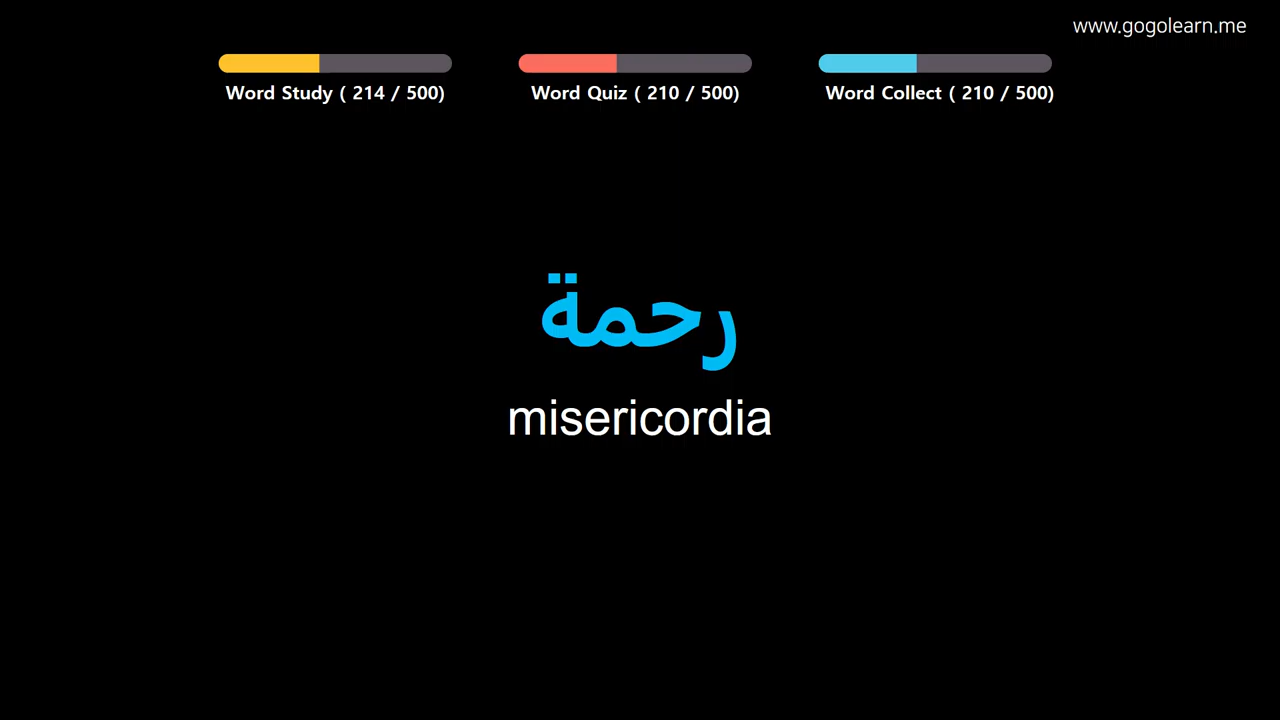 www.gogolearn.me
Word Study ( 214 / 500)
Word Quiz ( 210 / 500)
Word Collect ( 210 / 500)
رحمة
misericordia